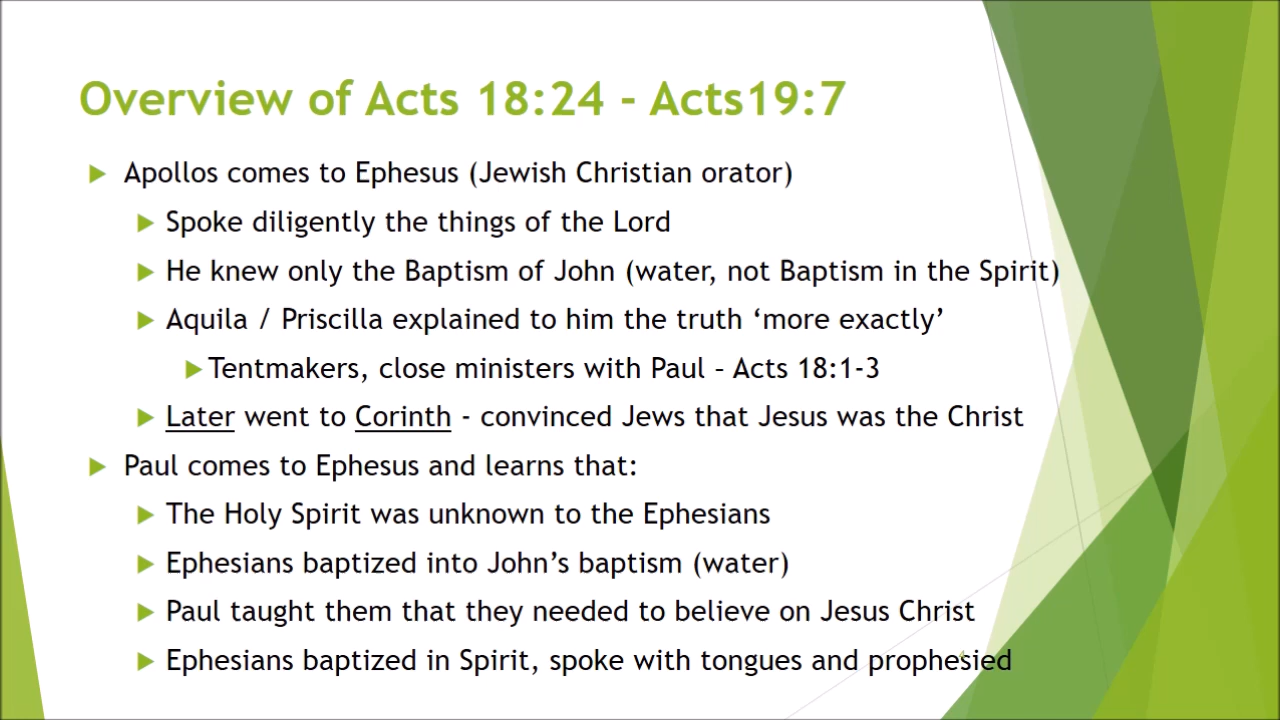 Overview of Acts 18:24 - Acts19:7
Apollos comes to Ephesus (Jewish Christian orator)
Spoke diligently the things of the Lord
He knew only the Baptism of John (water, not Baptism in the Spirit)
Aquila / Priscilla explained to him the truth ‘more exactly’
Tentmakers, close ministers with Paul – Acts 18:1-3
Later went to Corinth - convinced Jews that Jesus was the Christ
Paul comes to Ephesus and learns that:
The Holy Spirit was unknown to the Ephesians
Ephesians baptized into John’s baptism (water)
Paul taught them that they needed to believe on Jesus Christ
Ephesians baptized in Spirit, spoke with tongues and prophesied